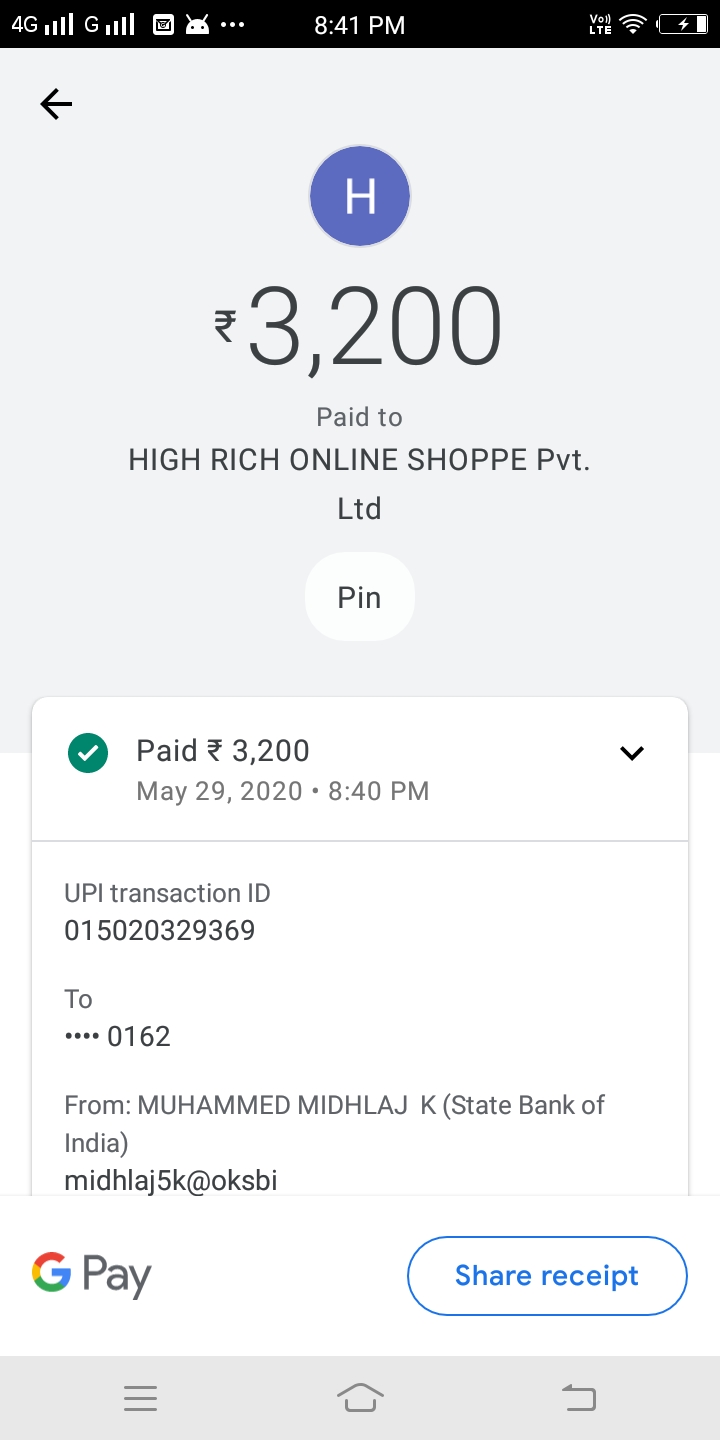 4G G 8:41 PM Vo)) LTE
H
₹3,200
Paid to
HIGH RICH ONLINE SHOPPE Pvt.
Ltd
Pin
Paid ₹ 3,200
May 29, 2020 • 8:40 PM
UPI transaction ID
015020329369
To
•••• 0162
From: MUHAMMED MIDHLAJ  K (State Bank of
India)
midhlaj5k@oksbi
G Pay
Share receipt